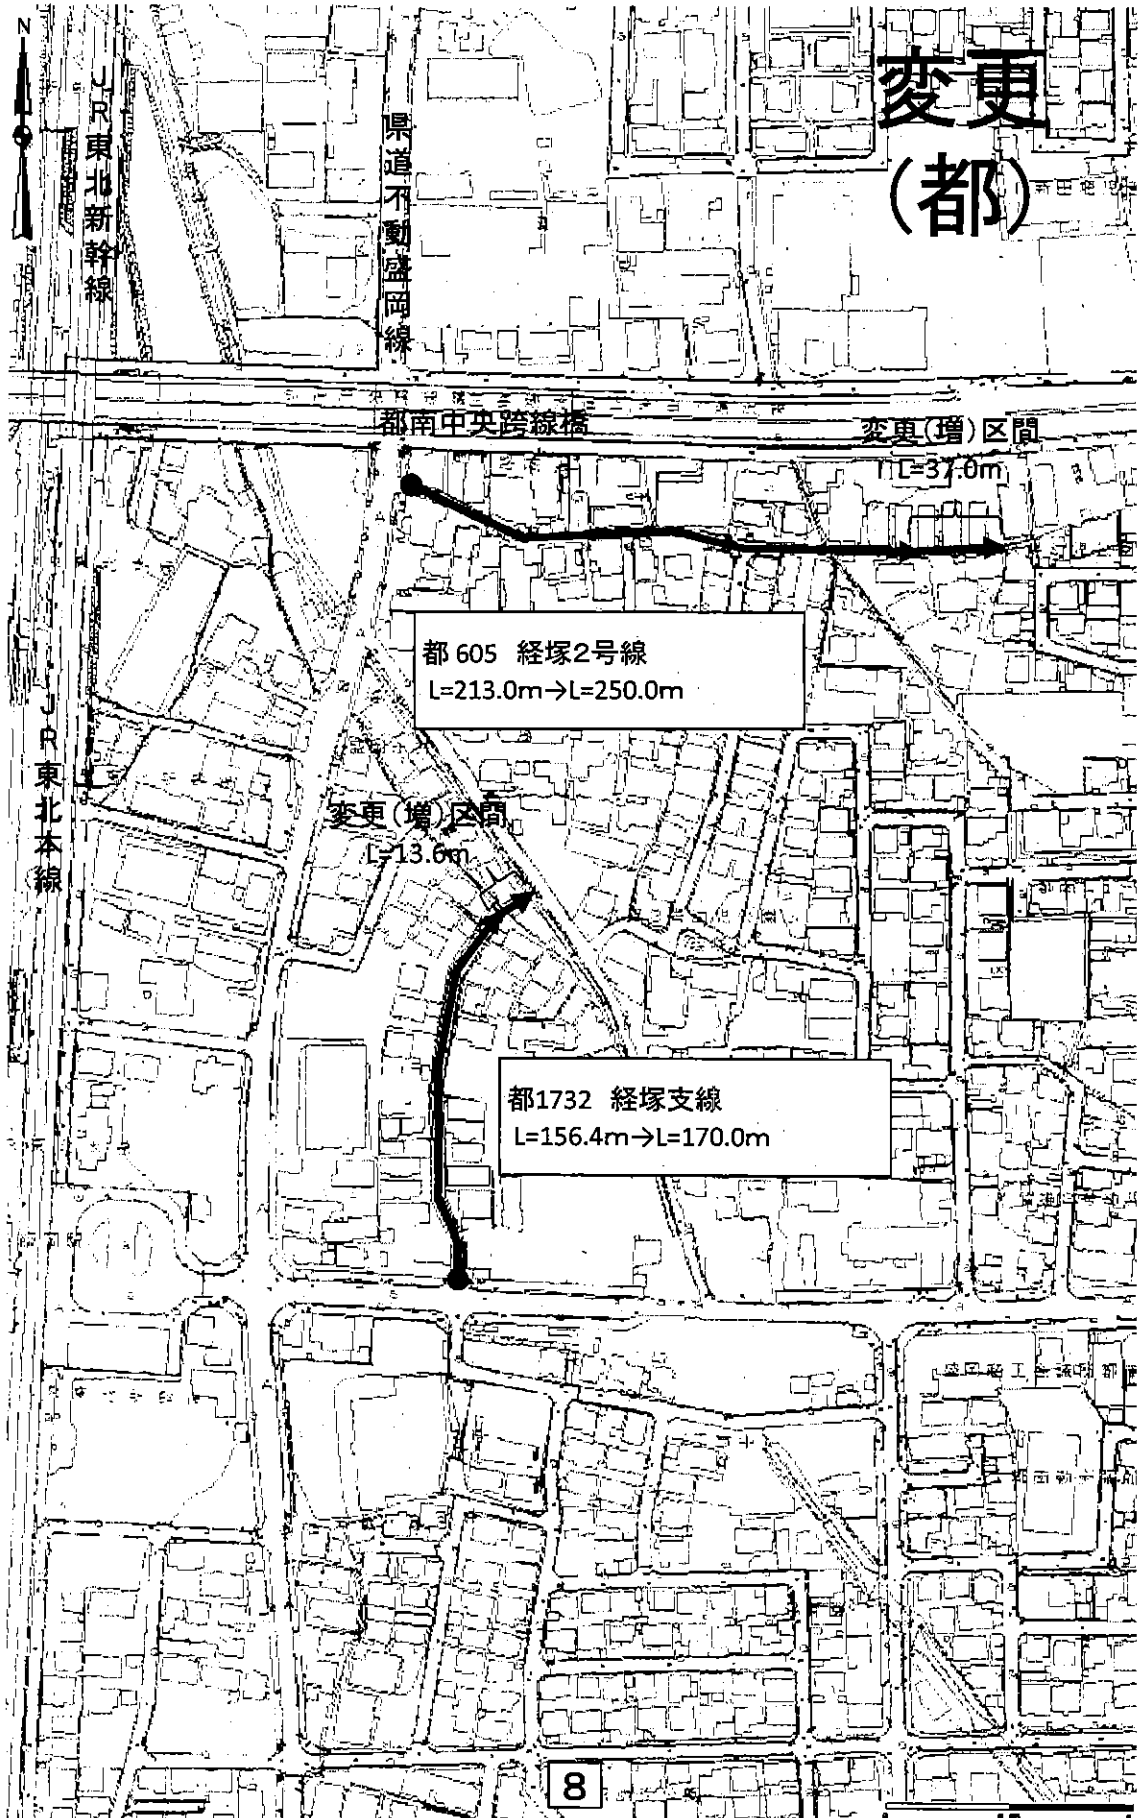 N
変更
(都)
JR東北新幹線
県道不動盛岡線
都南中央跨線橋
変更(増)区間
L=37.0m
都605 経塚2号線
L=213.0m→L=250.0m
JR東北本線
変更(増)区間
L=13.6m
都1732 経塚支線
L=156.4m→L=170.0m
8